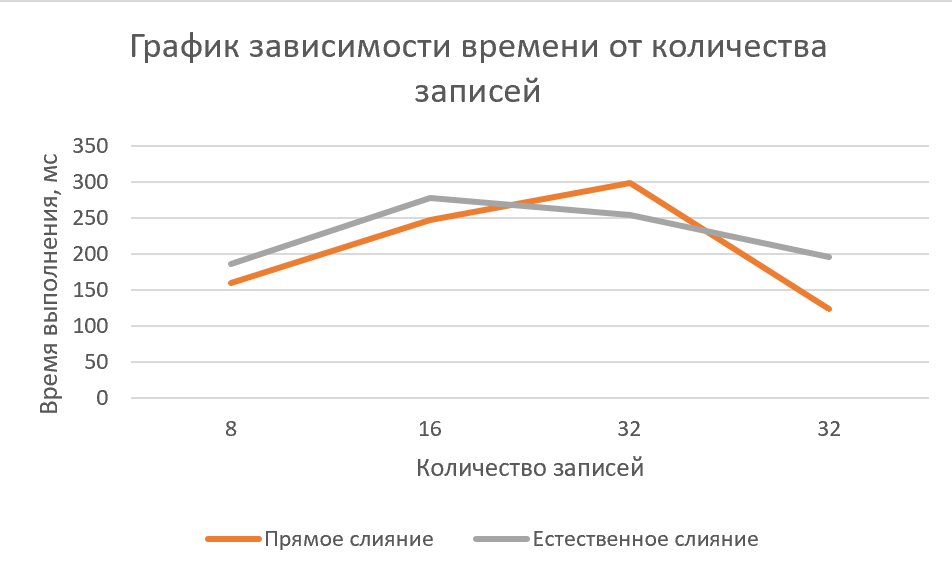 График зависимости времени от количества
записей
Время выполнения, мс
350
300
250
200
150
100
50
0
8 16 32 32
Количество записей
Прямое слияние Естественное слияние